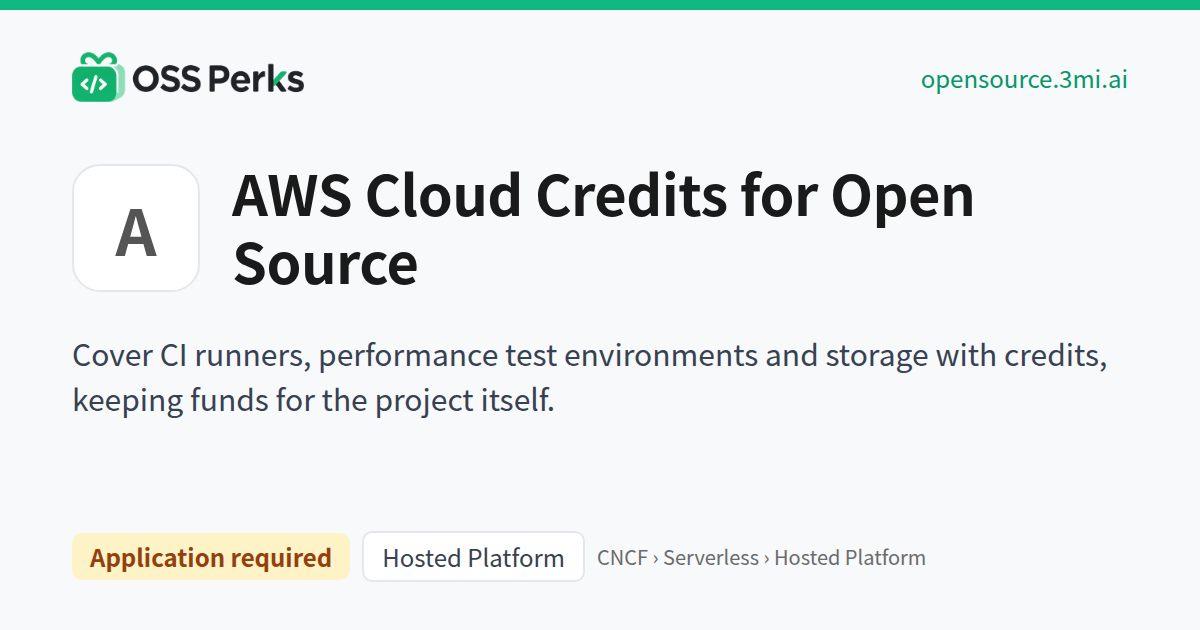 OSS Perks
opensource.3mi.ai
A
AWS Cloud Credits for Open
Source
Cover CI runners, performance test environments and storage with credits,
keeping funds for the project itself.
Application required
Hosted Platform
CNCF › Serverless › Hosted Platform